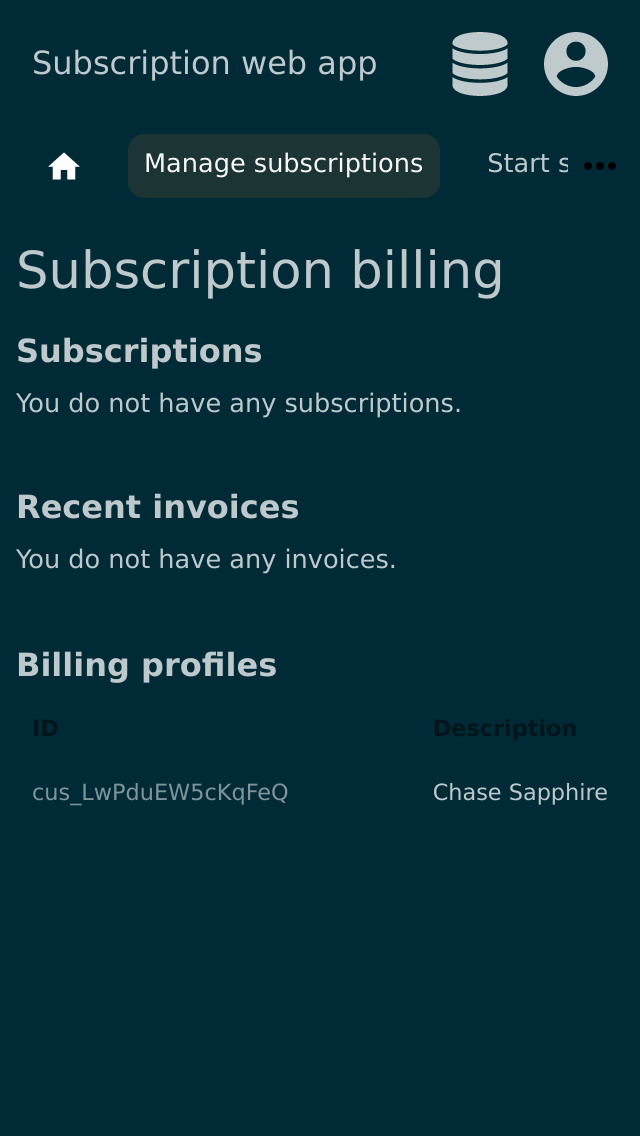 Subscription web app
Manage subscriptions Start s
Subscription billing
Subscriptions
You do not have any subscriptions.
Recent invoices
You do not have any invoices.
Billing profiles
ID Description
cus_LwPduEW5cKqFeQ Chase Sapphire